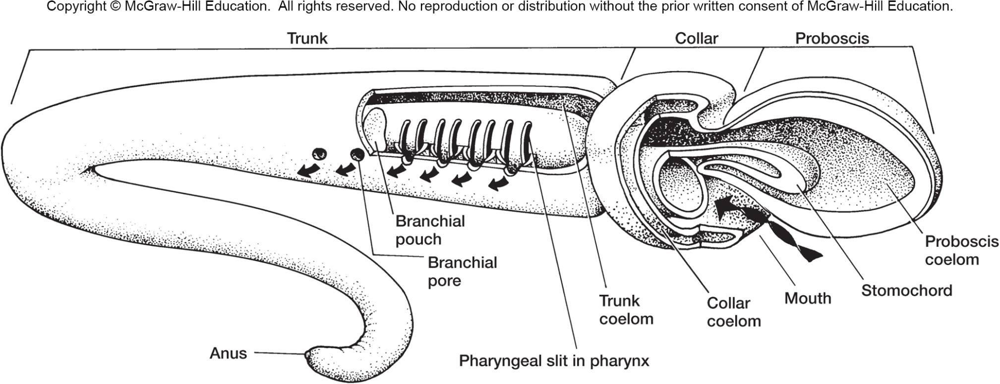 Copyright © McGraw-Hill Education.  All rights reserved. No reproduction or distribution without the prior written consent of McGraw-Hill Education.
Trunk
Collar
Proboscis
Branchial
pouch
Branchial
pore
Proboscis
coelom
Stomochord
Mouth
Trunk
coelom
Collar
coelom
Anus
Pharyngeal slit in pharynx